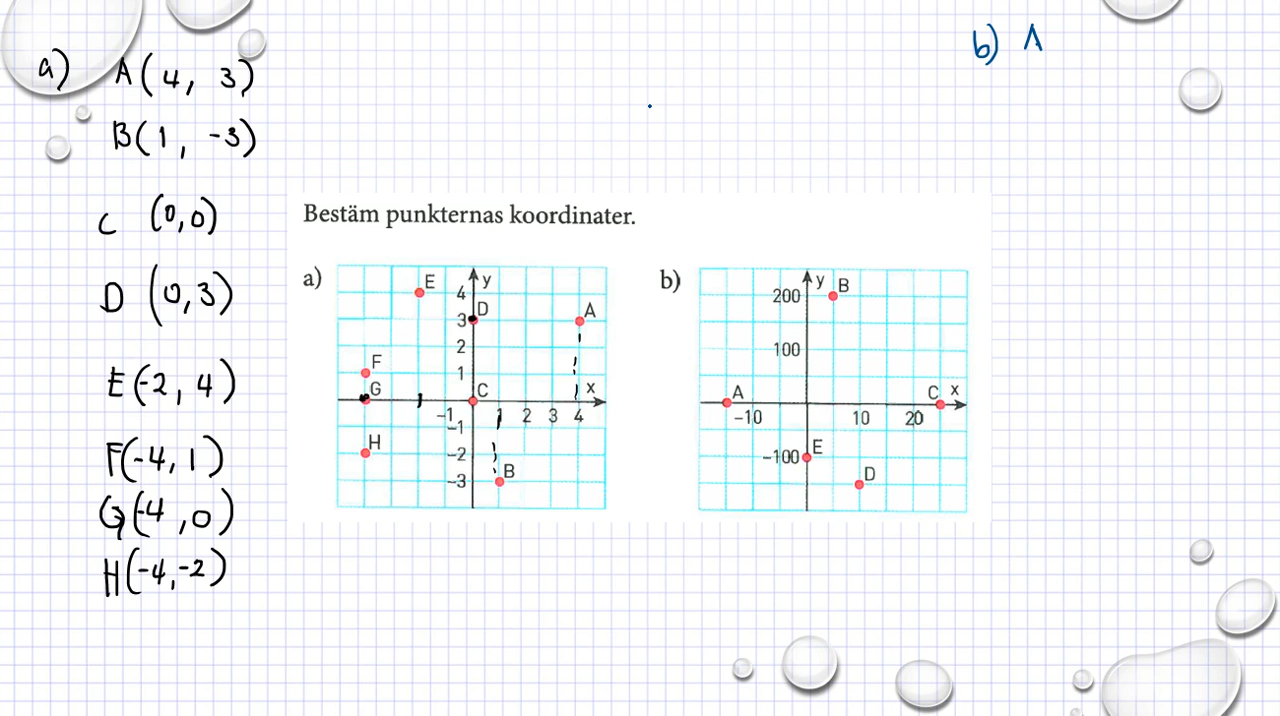 a) A(4, 3)
B(1, -3)
C (0,0)
D (0,3)
E(-2, 4)
F(-4, 1)
G(-4, 0)
H(-4, -2)
b) A
Bestäm punkternas koordinater.
a)
y
E
4
D
3
A
2
F
1
G
C
x
-1
1 2 3 4
-1
H
-2
B
-3
b)
y
B
200
100
A
C
x
-10
10
20
-100
E
D